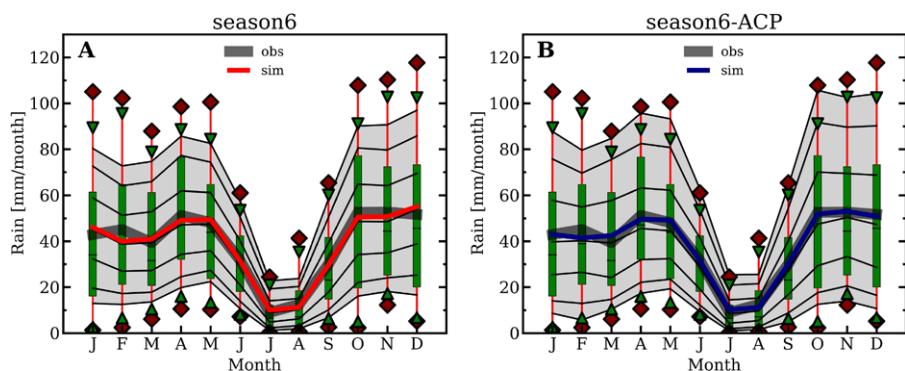 season6
season6-ACP
A
obs
sim
B
obs
sim
Rain [mm/month]
120
100
80
60
40
20
0
J F M A M J J A S O N D
Month
Rain [mm/month]
120
100
80
60
40
20
0
J F M A M J J A S O N D
Month